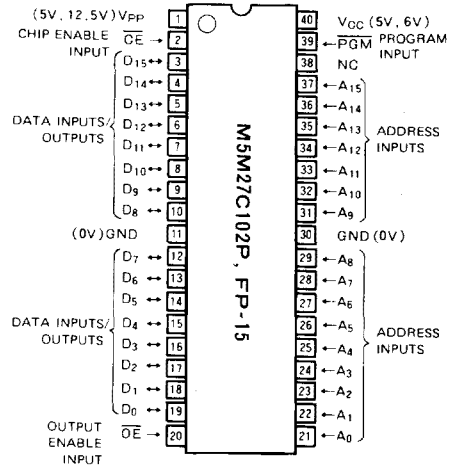 (5V, 12.5V) VPP 1 40 VCC (5V, 6V)
CHIP ENABLE INPUT CE → 2 39 ← PGM PROGRAM INPUT
D15 ↔ 3 38 NC
D14 ↔ 4 37 ← A15
D13 ↔ 5 36 ← A14
DATA INPUTS/ OUTPUTS D12 ↔ 6 35 ← A13 ADDRESS INPUTS
D11 ↔ 7 34 ← A12
D10 ↔ 8 33 ← A11
D9 ↔ 9 32 ← A10
D8 ↔ 10 31 ← A9
(0V) GND 11 30 GND (0V)
D7 ↔ 12 29 ← A8
D6 ↔ 13 28 ← A7
D5 ↔ 14 27 ← A6
DATA INPUTS/ OUTPUTS D4 ↔ 15 26 ← A5 ADDRESS INPUTS
D3 ↔ 16 25 ← A4
D2 ↔ 17 24 ← A3
D1 ↔ 18 23 ← A2
D0 ↔ 19 22 ← A1
OUTPUT ENABLE INPUT OE → 20 21 ← A0
M5M27C102P, FP-15